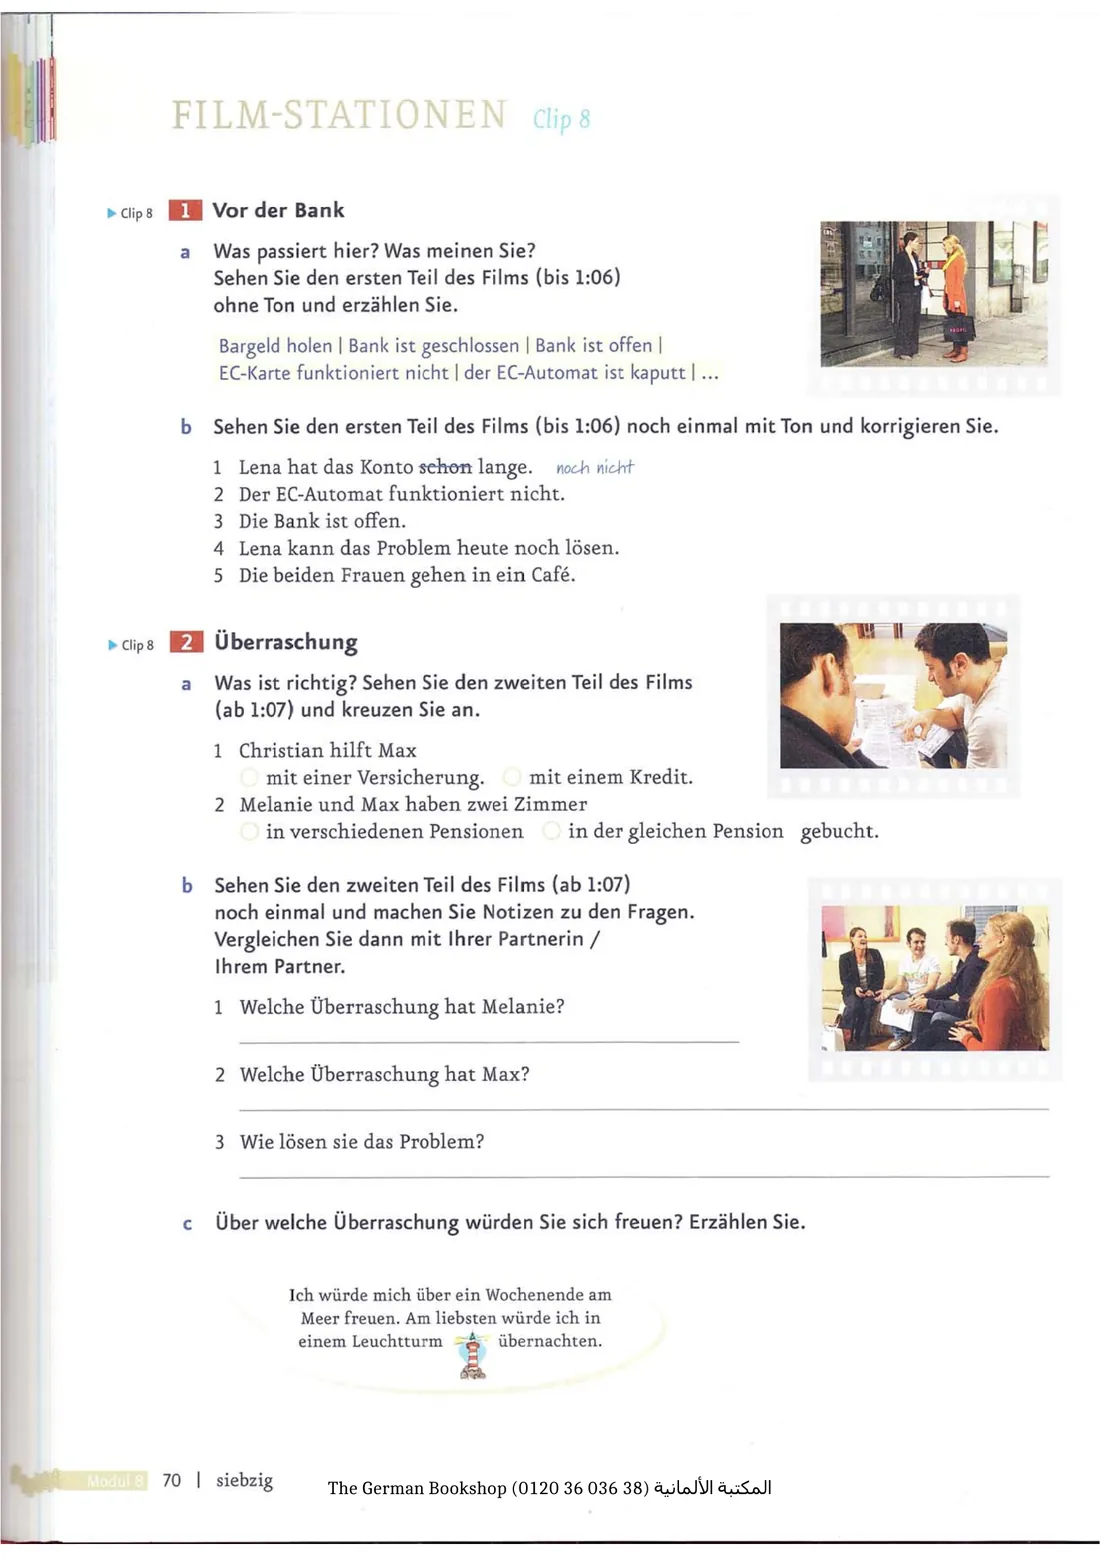 FILM-STATIONEN Clip 8
▶ Clip 8 1 Vor der Bank
a Was passiert hier? Was meinen Sie?
Sehen Sie den ersten Teil des Films (bis 1:06)
ohne Ton und erzählen Sie.
Bargeld holen | Bank ist geschlossen | Bank ist offen |
EC-Karte funktioniert nicht | der EC-Automat ist kaputt | ...
b Sehen Sie den ersten Teil des Films (bis 1:06) noch einmal mit Ton und korrigieren Sie.
1 Lena hat das Konto schon lange. noch nicht
2 Der EC-Automat funktioniert nicht.
3 Die Bank ist offen.
4 Lena kann das Problem heute noch lösen.
5 Die beiden Frauen gehen in ein Café.
▶ Clip 8 2 Überraschung
a Was ist richtig? Sehen Sie den zweiten Teil des Films
(ab 1:07) und kreuzen Sie an.
1 Christian hilft Max
mit einer Versicherung. mit einem Kredit.
2 Melanie und Max haben zwei Zimmer
in verschiedenen Pensionen in der gleichen Pension gebucht.
b Sehen Sie den zweiten Teil des Films (ab 1:07)
noch einmal und machen Sie Notizen zu den Fragen.
Vergleichen Sie dann mit Ihrer Partnerin /
Ihrem Partner.
1 Welche Überraschung hat Melanie?
2 Welche Überraschung hat Max?
3 Wie lösen sie das Problem?
c Über welche Überraschung würden Sie sich freuen? Erzählen Sie.
Ich würde mich über ein Wochenende am
Meer freuen. Am liebsten würde ich in
einem Leuchtturm übernachten.
Modul 8 70 | siebzig
The German Bookshop (0120 36 036 38) المكتبة الألمانية